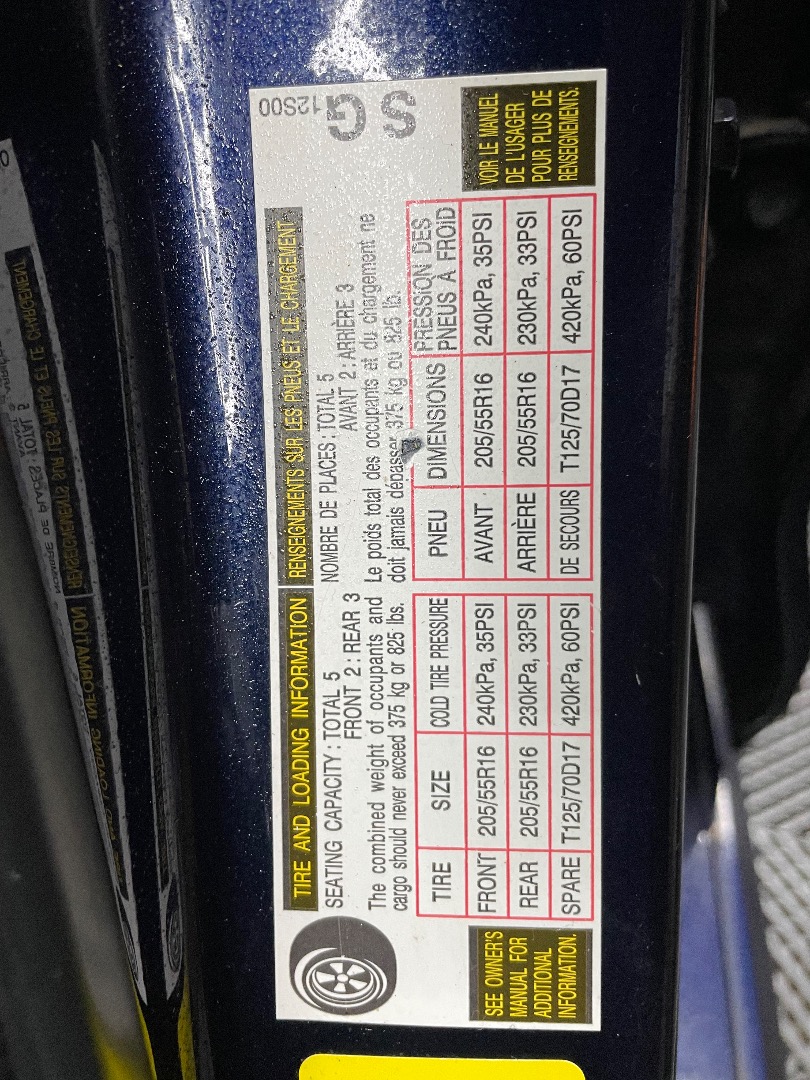 TIRE AND LOADING INFORMATION
SEATING CAPACITY : TOTAL 5
FRONT 2 : REAR 3
The combined weight of occupants and
cargo should never exceed 375 kg or 825 lbs.
TIRE SIZE COLD TIRE PRESSURE
FRONT 205/55R16 240kPa, 35PSI
REAR 205/55R16 230kPa, 33PSI
SPARE T125/70D17 420kPa, 60PSI
SEE OWNER'S
MANUAL FOR
ADDITIONAL
INFORMATION
RENSEIGNEMENTS SUR LES PNEUS ET LE CHARGEMENT
NOMBRE DE PLACES : TOTAL 5
AVANT 2 : ARRIÈRE 3
Le poids total des occupants et du chargement ne
doit jamais dépasser 375 kg ou 825 lb.
PNEU DIMENSIONS PRESSION DES
PNEUS À FROID
AVANT 205/55R16 240kPa, 35PSI
ARRIÈRE 205/55R16 230kPa, 33PSI
DE SECOURS T125/70D17 420kPa, 60PSI
VOIR LE MANUEL
DE L'USAGER
POUR PLUS DE
RENSEIGNEMENTS.
12S00
G
S